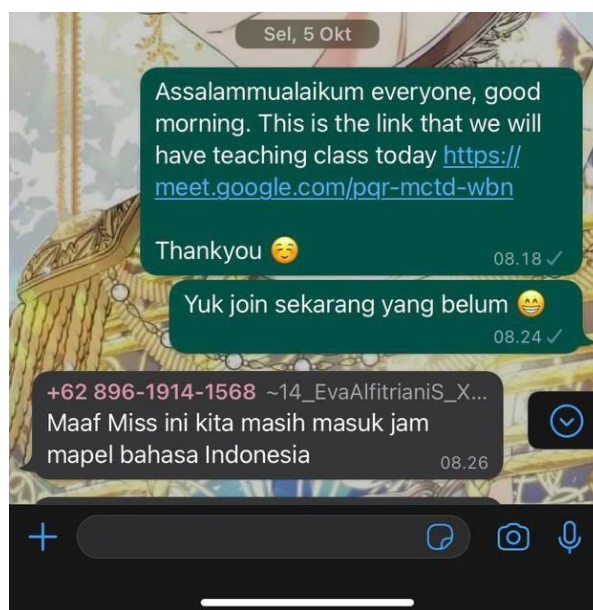 Sel, 5 Okt
Assalammualaikum everyone, good
morning. This is the link that we will
have teaching class today https://
meet.google.com/pqr-mctd-wbn
Thankyou ☺️
08.18 ✓
Yuk join sekarang yang belum 😁
08.24 ✓
+62 896-1914-1568 ~14_EvaAlfitrianiS_X...
Maaf Miss ini kita masih masuk jam
mapel bahasa Indonesia
08.26